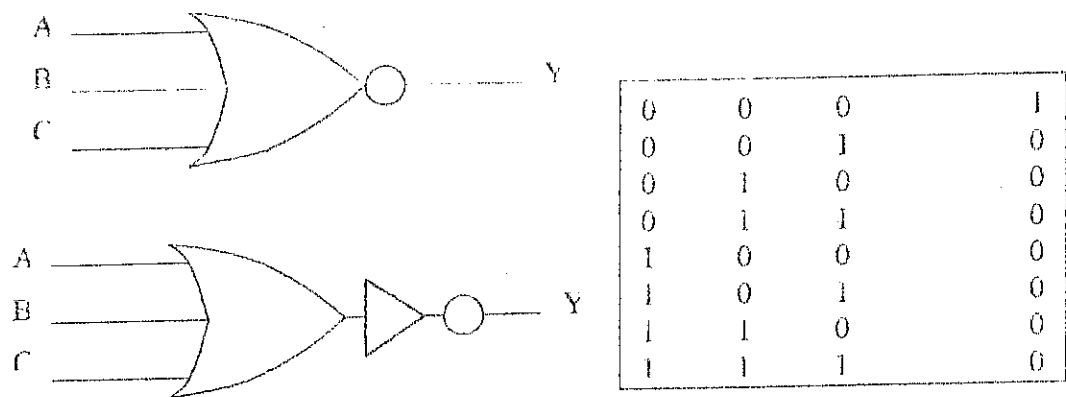 A
B Y
C
A
B Y
C
0 0 0 1
0 0 1 0
0 1 0 0
0 1 1 0
1 0 0 0
1 0 1 0
1 1 0 0
1 1 1 0